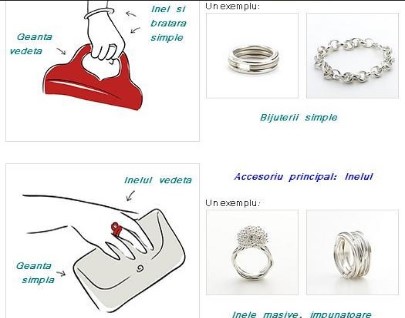 Inel si
bratara
simple
Geanta
vedeta
Un exemplu:
Bijuterii simple
Inelul vedeta
Geanta
simpla
Accesoriu principal: Inelul
Un exemplu:
Inele masive, impunatoare